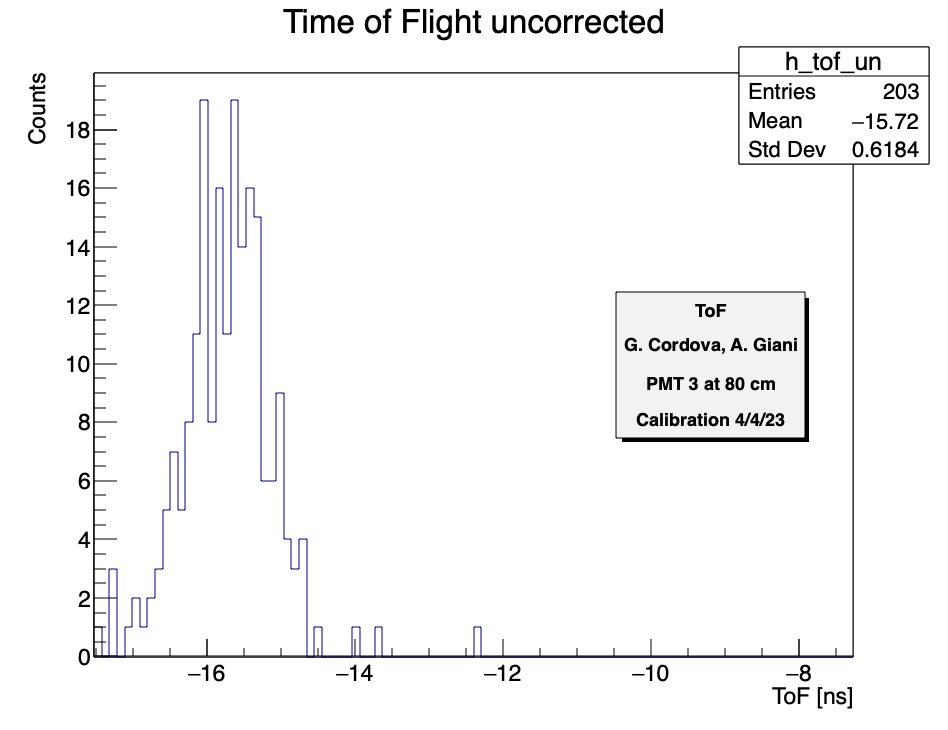 Time of Flight uncorrected
h_tof_un
Entries 203
Mean −15.72
Std Dev 0.6184
Counts
18
16
14
12
10
8
6
4
2
0
ToF
G. Cordova, A. Giani
PMT 3 at 80 cm
Calibration 4/4/23
−16 −14 −12 −10 −8
ToF [ns]